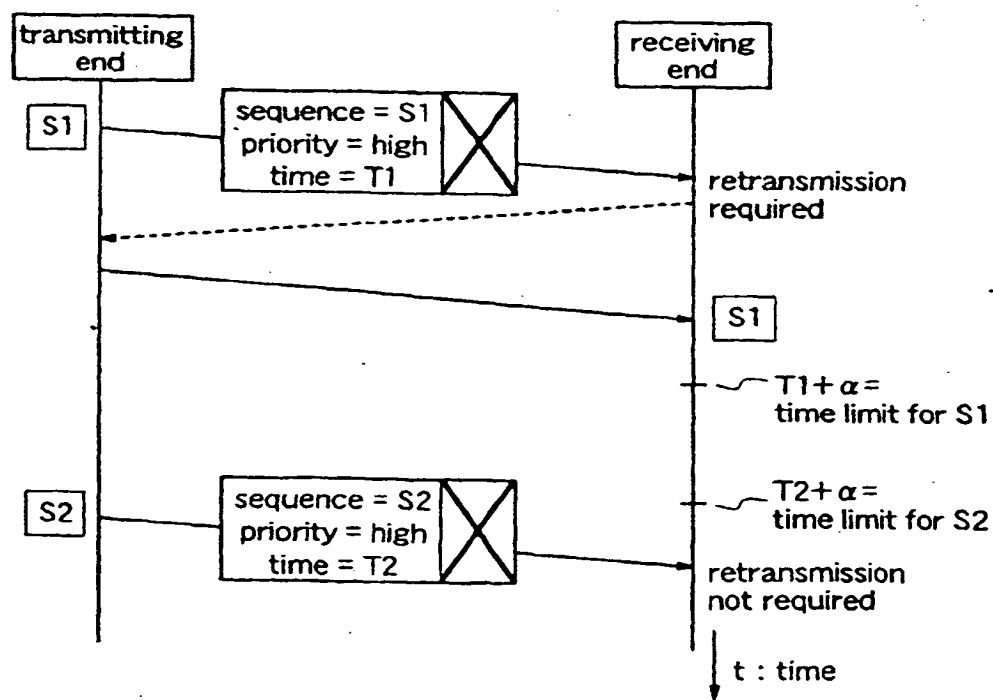 transmitting
end
receiving
end
S1
sequence = S1
priority = high
time = T1
retransmission
required
S1
T1 + α =
time limit for S1
S2
sequence = S2
priority = high
time = T2
T2 + α =
time limit for S2
retransmission
not required
t : time